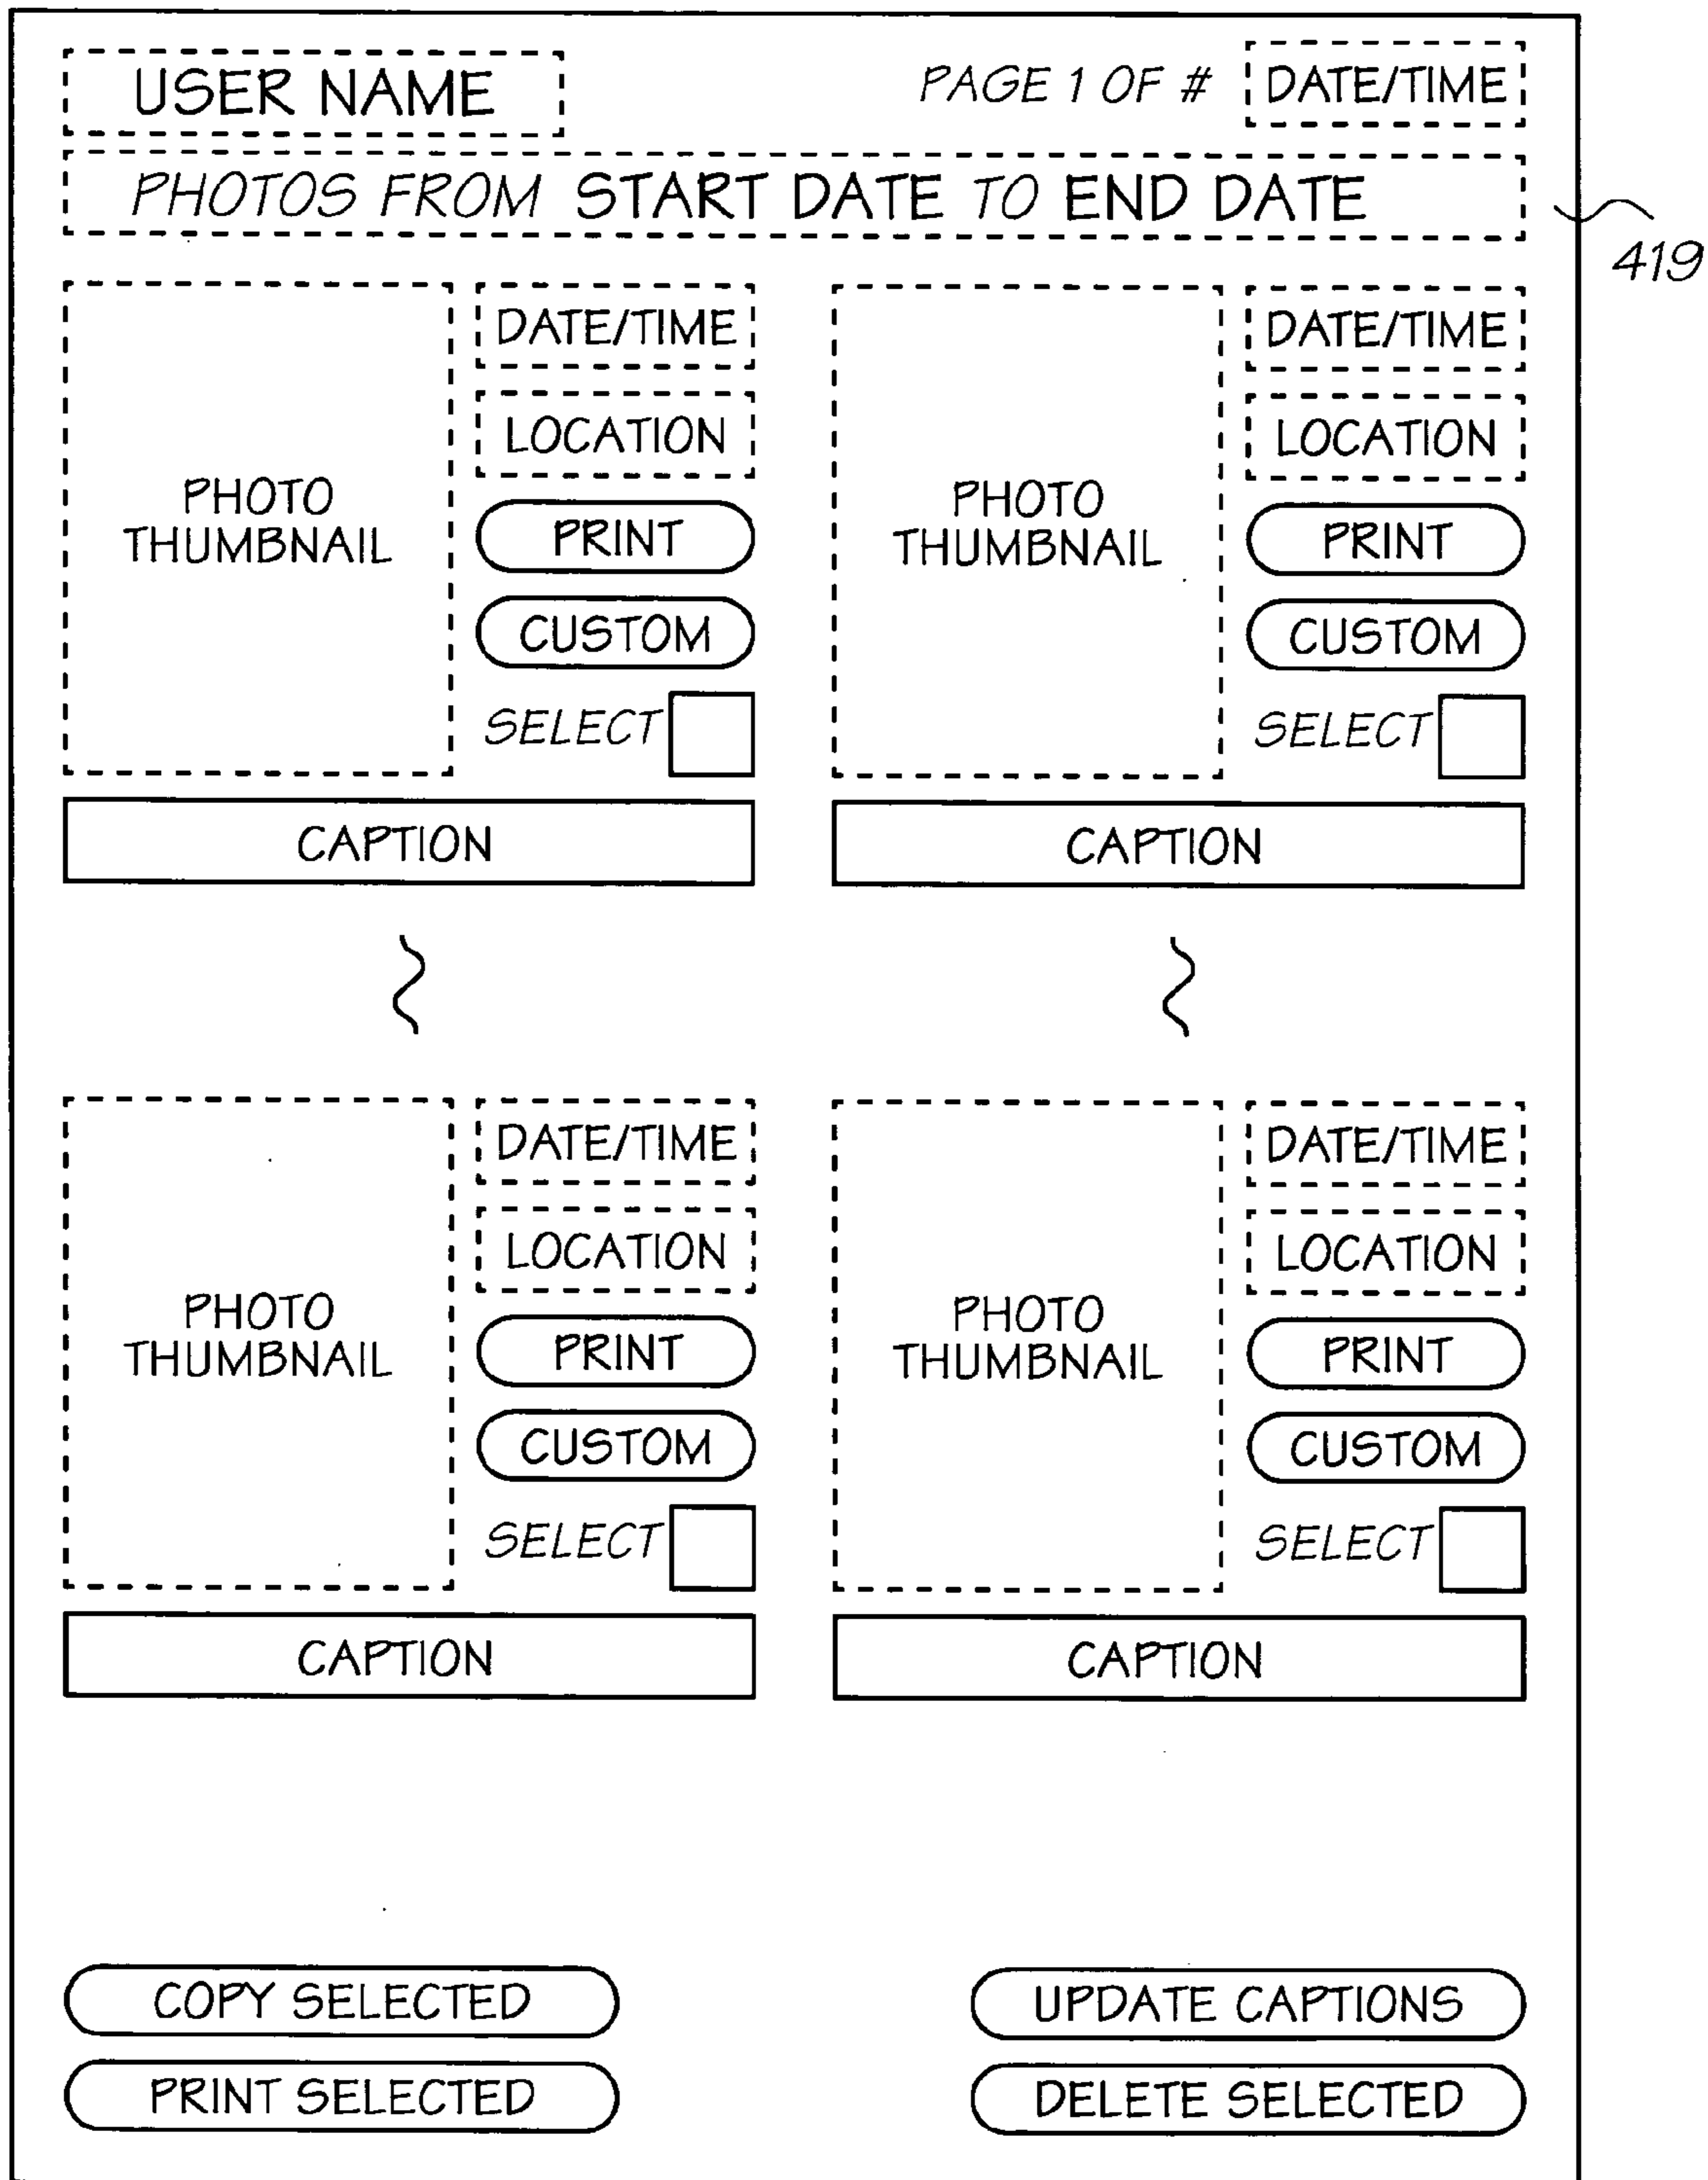 USER NAME
PAGE 1 OF # DATE/TIME
PHOTOS FROM START DATE TO END DATE
419
PHOTO
THUMBNAIL
DATE/TIME
LOCATION
PRINT
CUSTOM
SELECT
CAPTION
PHOTO
THUMBNAIL
DATE/TIME
LOCATION
PRINT
CUSTOM
SELECT
CAPTION
PHOTO
THUMBNAIL
DATE/TIME
LOCATION
PRINT
CUSTOM
SELECT
CAPTION
PHOTO
THUMBNAIL
DATE/TIME
LOCATION
PRINT
CUSTOM
SELECT
CAPTION
COPY SELECTED
UPDATE CAPTIONS
PRINT SELECTED
DELETE SELECTED